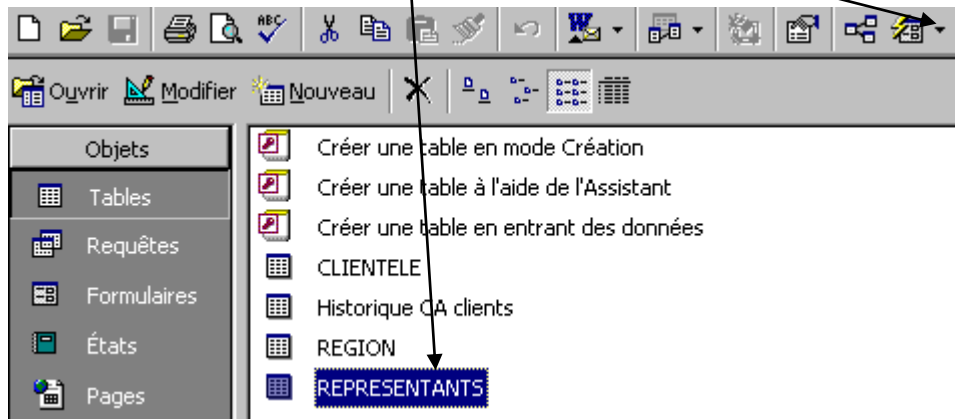 ABC
W
Ouvrir Modifier Nouveau
Objets
Tables
Requêtes
Formulaires
États
Pages
Créer une table en mode Création
Créer une table à l'aide de l'Assistant
Créer une table en entrant des données
CLIENTELE
Historique CA clients
REGION
REPRESENTANTS